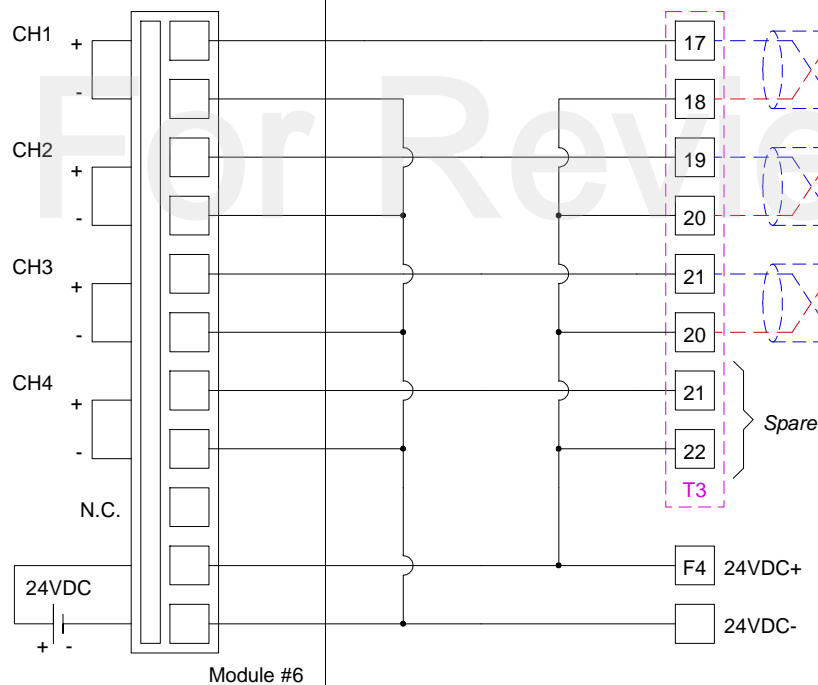 For Revie
CH1
+
-
CH2
+
-
CH3
+
-
CH4
+
-
N.C.
24VDC
+ -
Module #6
17
18
19
20
21
20
21
22
Spare
T3
F4 24VDC+
24VDC-